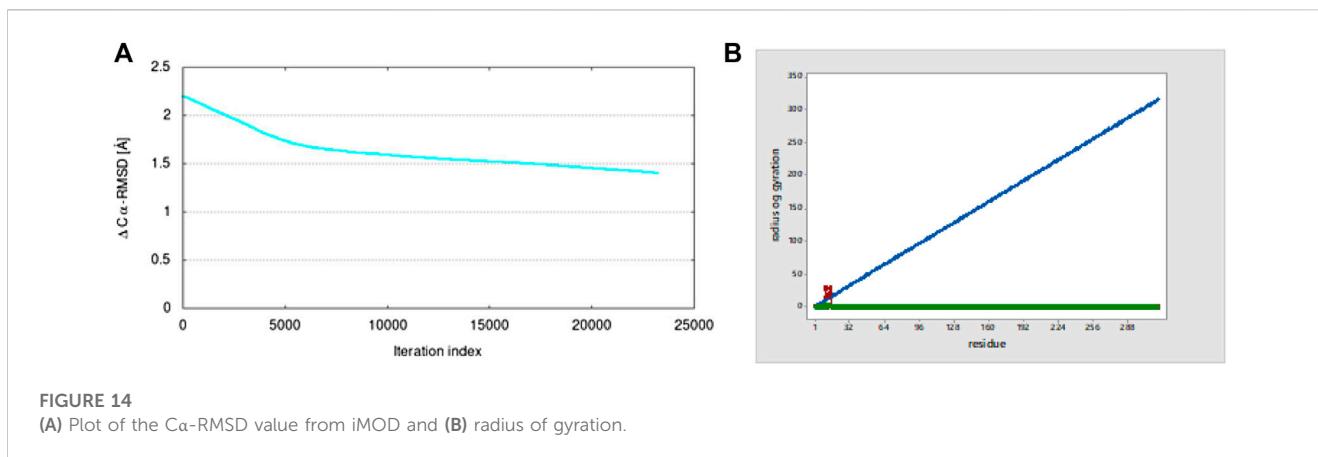 A
B
2.5
2
1.5
1
0.5
0
Δ Cα-RMSD [Å]
0 5000 10000 15000 20000 25000
Iteration index
350
300
250
200
150
100
50
0
radius og gyration
1 32 64 96 128 160 192 224 256 288
residue
FIGURE 14
(A) Plot of the Cα-RMSD value from iMOD and (B) radius of gyration.